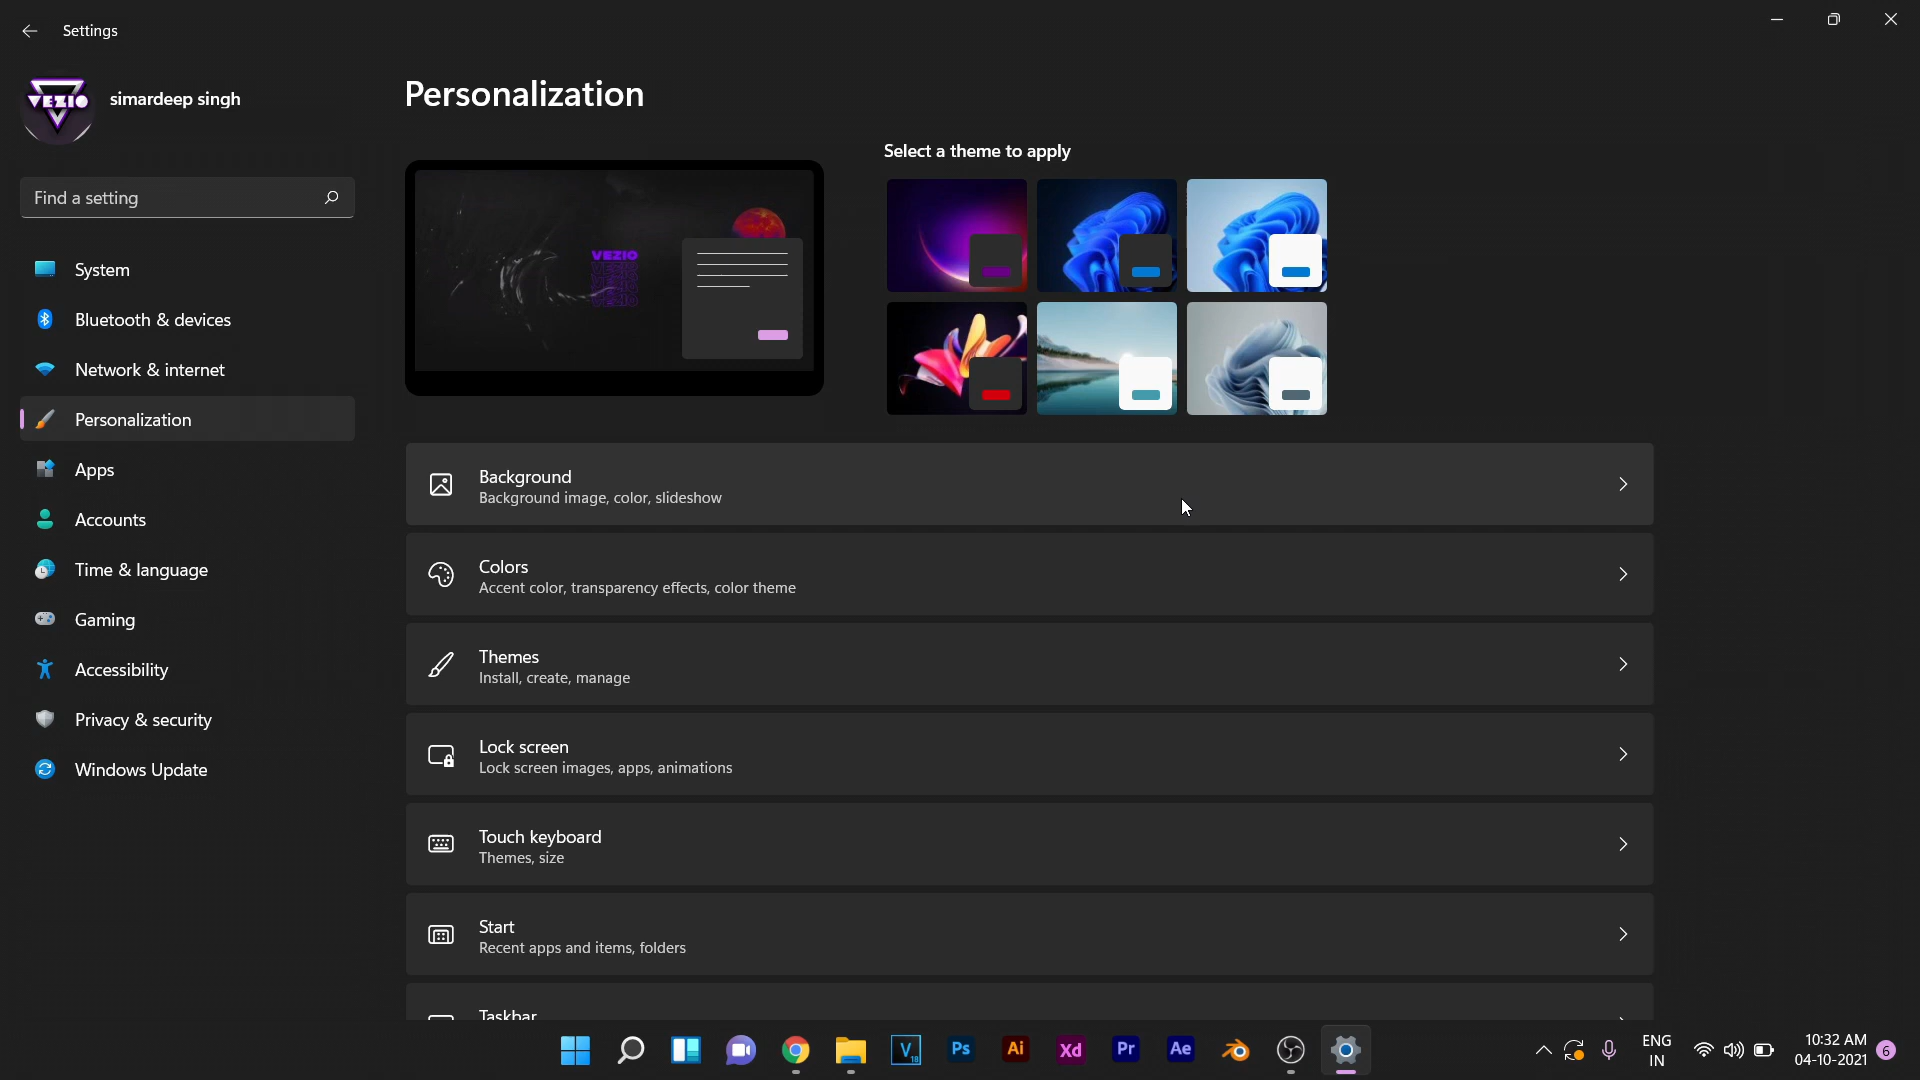 Settings
VEZIO
simardeep singh
Find a setting
System
Bluetooth & devices
Network & internet
Personalization
Apps
Accounts
Time & language
Gaming
Accessibility
Privacy & security
Windows Update
Personalization
VEZIO
VEZIO
VEZIO
VEZIO
Select a theme to apply
Background
Background image, color, slideshow
Colors
Accent color, transparency effects, color theme
Themes
Install, create, manage
Lock screen
Lock screen images, apps, animations
Touch keyboard
Themes, size
Start
Recent apps and items, folders
Taskbar
V 18 Ps Ai Xd Pr Ae
ENG
IN
10:32 AM
04-10-2021
6